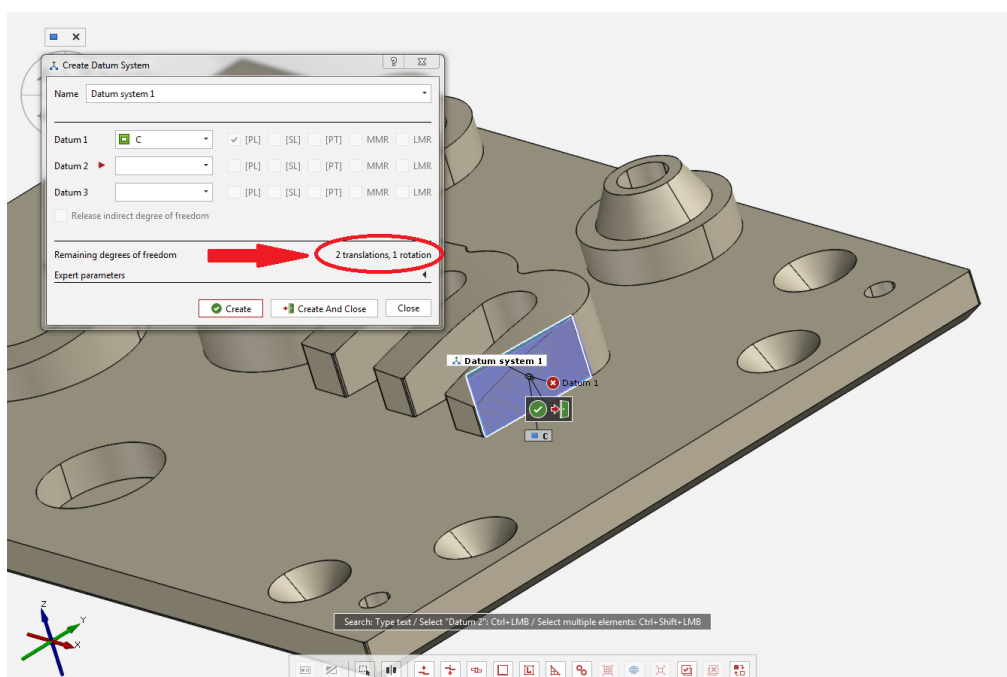 Create Datum System
Name Datum system 1
Datum 1 C [PL] [SL] [PT] MMR LMR
Datum 2 [PL] [SL] [PT] MMR LMR
Datum 3 [PL] [SL] [PT] MMR LMR
Release indirect degree of freedom
Remaining degrees of freedom 2 translations, 1 rotation
Expert parameters
Create Create And Close Close
Datum system 1
Datum 1
C
Z
Y
X
Search: Type text / Select "Datum 2": Ctrl+LMB / Select multiple elements: Ctrl+Shift+LMB